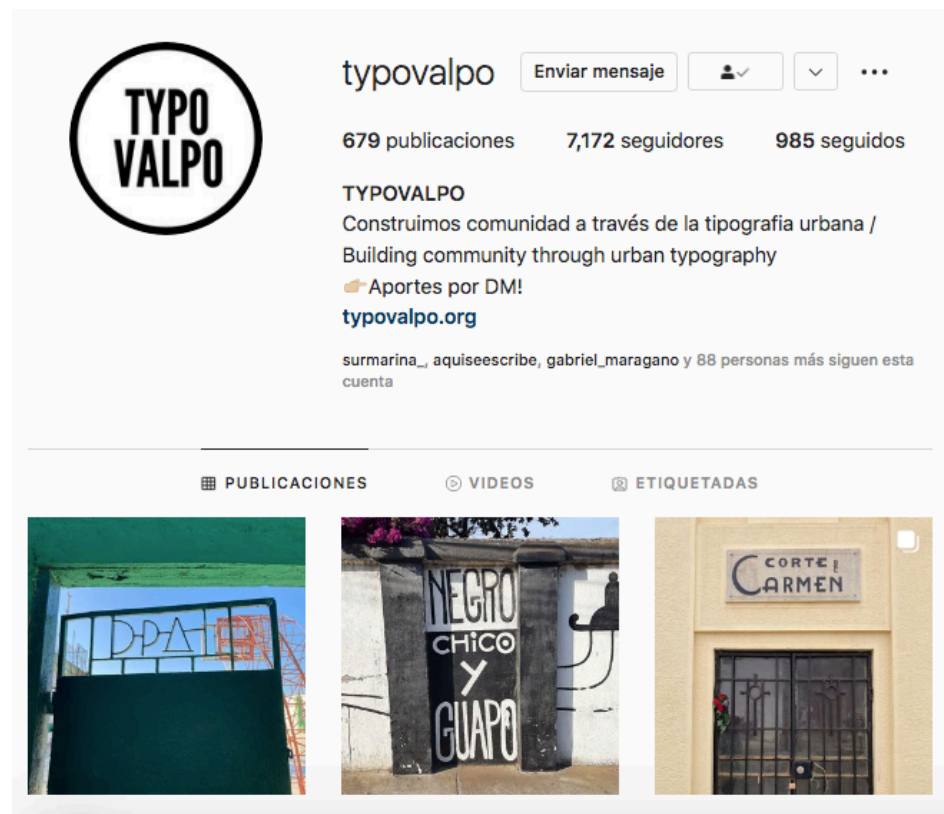 TYPO
VALPO
typovalpo Enviar mensaje
679 publicaciones 7,172 seguidores 985 seguidos
TYPOVALPO
Construimos comunidad a través de la tipografia urbana /
Building community through urban typography
👉🏼Aportes por DM!
typovalpo.org
surmarina_, aquiseescribe, gabriel_maragano y 88 personas más siguen esta
cuenta
PUBLICACIONES VIDEOS ETIQUETADAS
NEGRO
CHiCO
Y
GUAPO
CORTE
CARMEN